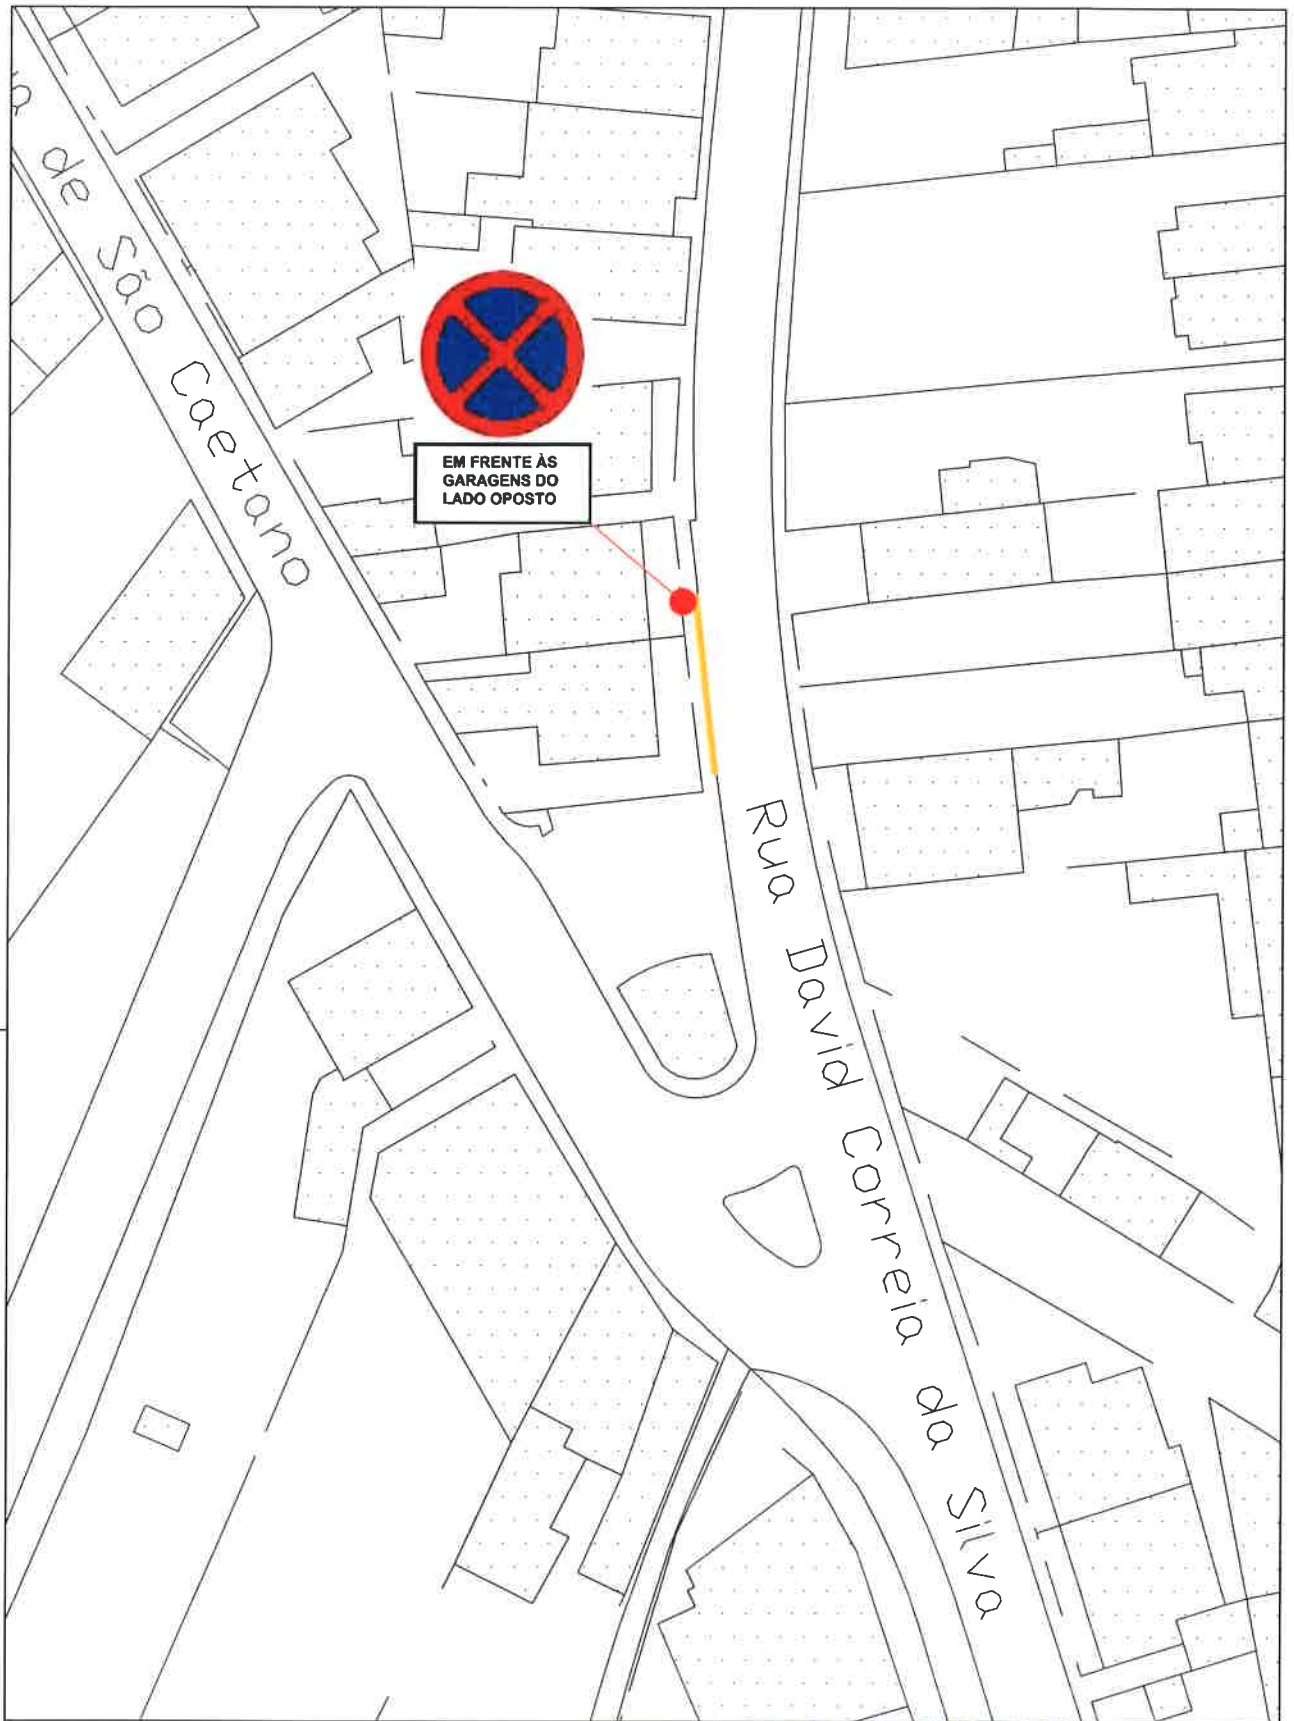 de São Caetano
EM FRENTE ÀS
GARAGENS DO
LADO OPOSTO
Rua David Correia da Silva